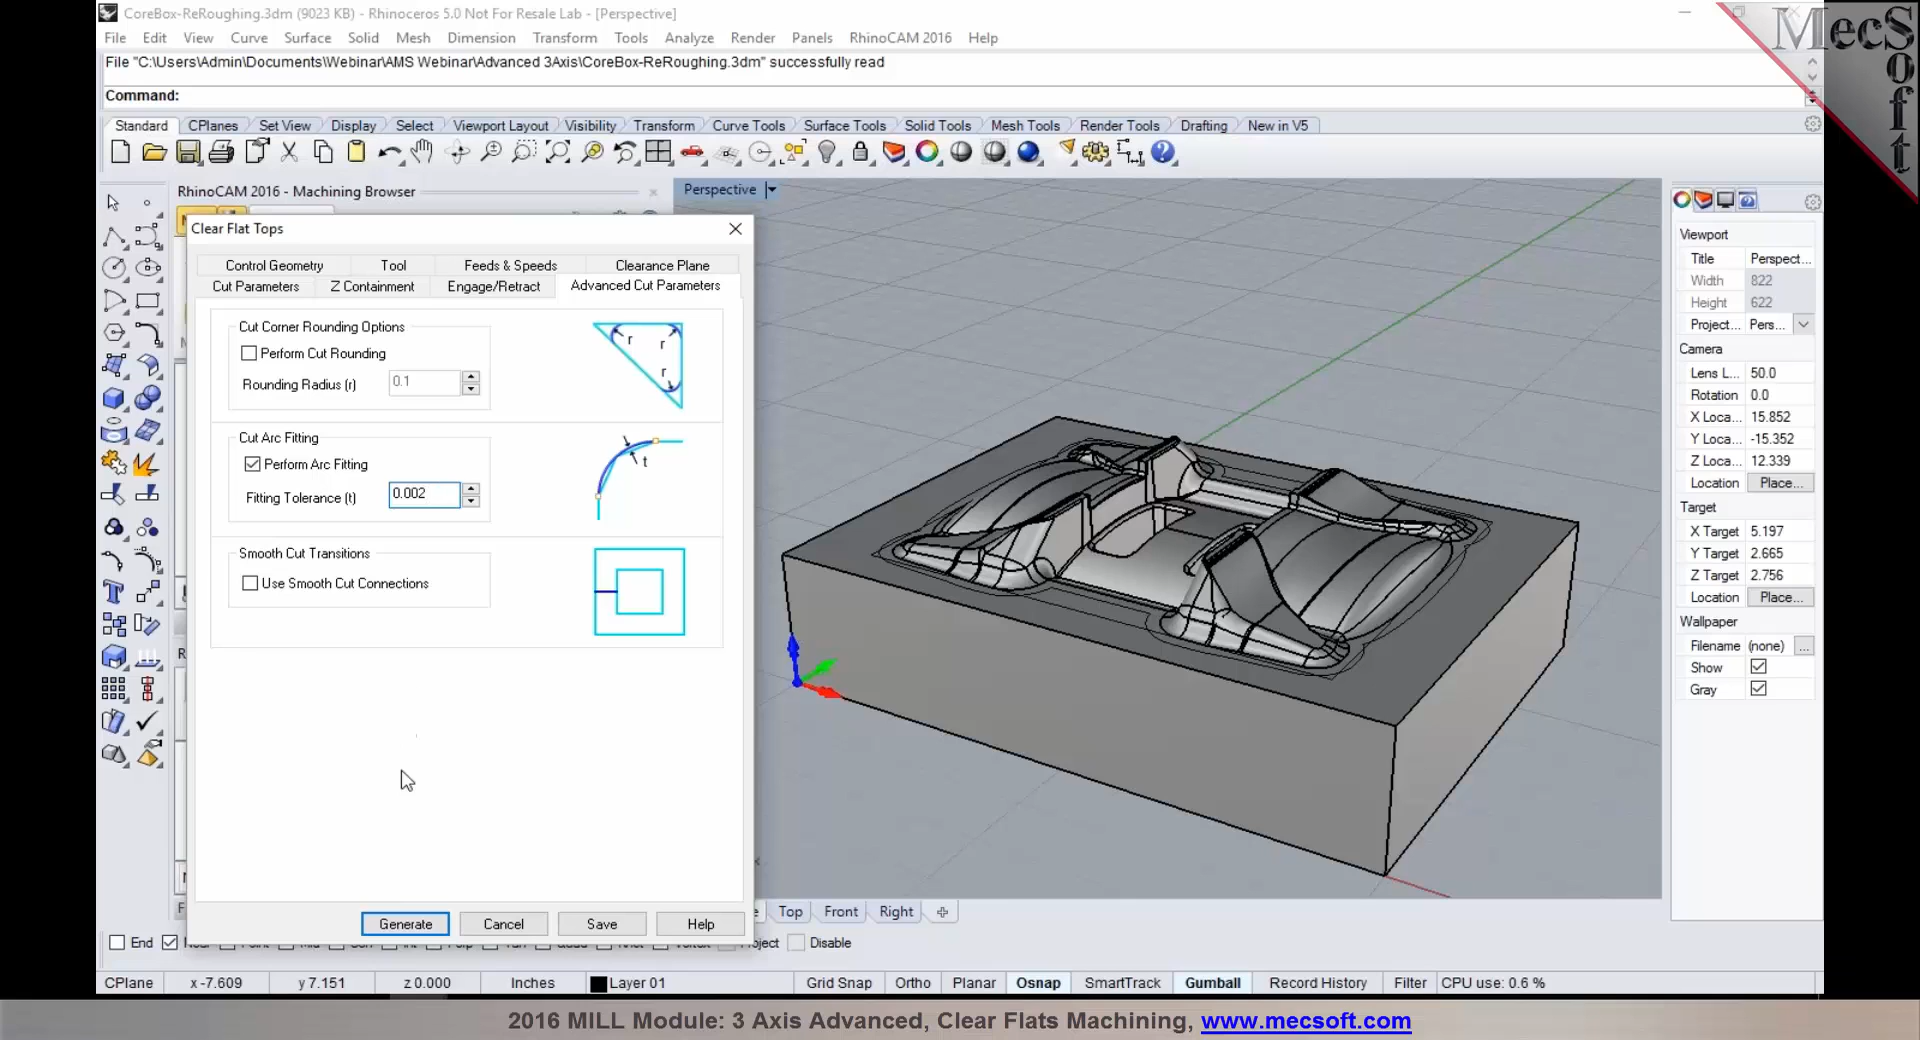 CoreBox-ReRoughing.3dm (9023 KB) - Rhinoceros 5.0 Not For Resale Lab - [Perspective]
MecSoft
File Edit View Curve Surface Solid Mesh Dimension Transform Tools Analyze Render Panels RhinoCAM 2016 Help
File "C:\Users\Admin\Documents\Webinar\AMS Webinar\Advanced 3Axis\CoreBox-ReRoughing.3dm" successfully read
Command:
Standard CPlanes Set View Display Select Viewport Layout Visibility Transform Curve Tools Surface Tools Solid Tools Mesh Tools Render Tools Drafting New in V5
RhinoCAM 2016 - Machining Browser
Perspective
Clear Flat Tops
Control Geometry Tool Feeds & Speeds Clearance Plane
Cut Parameters Z Containment Engage/Retract Advanced Cut Parameters
Cut Corner Rounding Options
Perform Cut Rounding
Rounding Radius (r) 0.1
r r
r
Cut Arc Fitting
Perform Arc Fitting
Fitting Tolerance (t) 0.002
t
Smooth Cut Transitions
Use Smooth Cut Connections
Generate Cancel Save Help
Viewport
Title Perspect...
Width 822
Height 622
Project... Pers...
Camera
Lens L... 50.0
Rotation 0.0
X Loca... 15.852
Y Loca... -15.352
Z Loca... 12.339
Location Place...
Target
X Target 5.197
Y Target 2.665
Z Target 2.756
Location Place...
Wallpaper
Filename (none) ...
Show
Gray
Top Front Right
End Disable
CPlane x -7.609 y 7.151 z 0.000 Inches Layer 01 Grid Snap Ortho Planar Osnap SmartTrack Gumball Record History Filter CPU use: 0.6 %
2016 MILL Module: 3 Axis Advanced, Clear Flats Machining, www.mecsoft.com